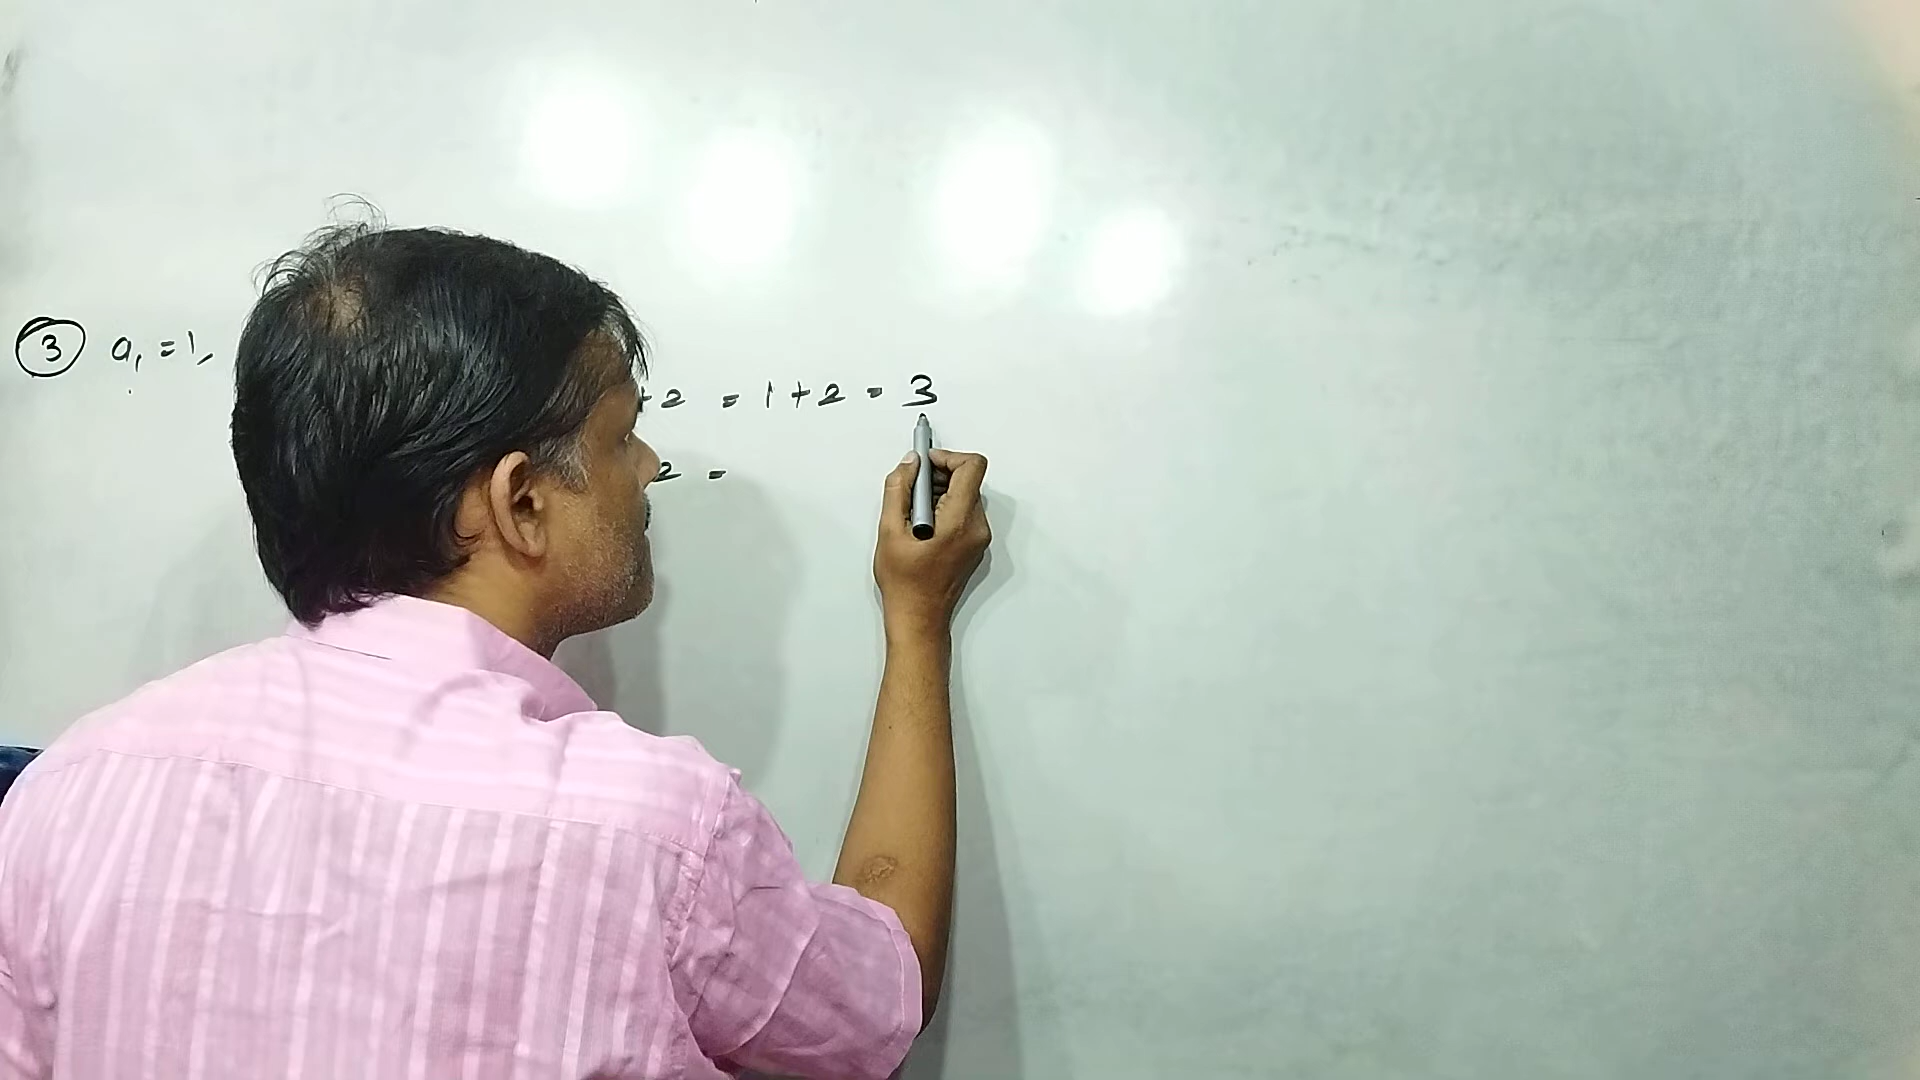 ③ a₁ = 1,
+ 2 = 1 + 2 = 3
2 =